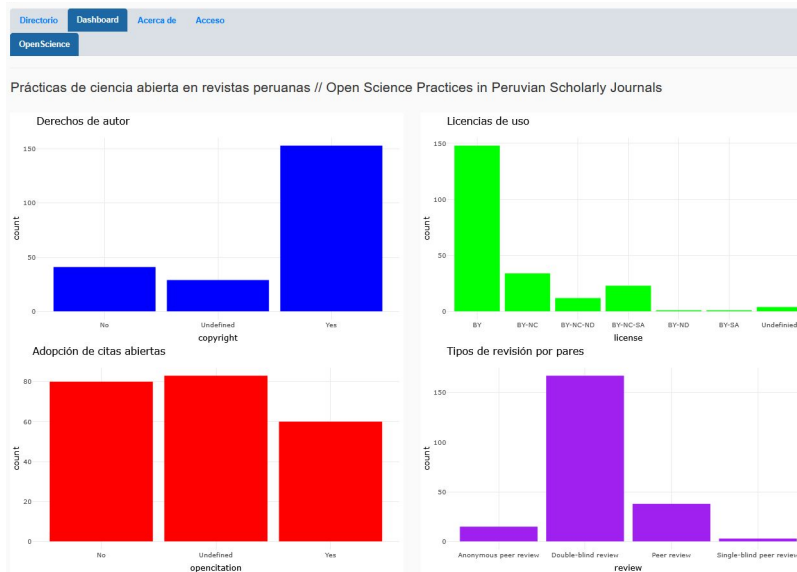 Directorio Dashboard Acerca de Acceso
OpenScience
Prácticas de ciencia abierta en revistas peruanas // Open Science Practices in Peruvian Scholarly Journals
Derechos de autor
150
100
50
0
count
No Undefined Yes
copyright
Licencias de uso
150
100
50
0
count
BY BY-NC BY-NC-ND BY-NC-SA BY-ND BY-SA Undefinied
license
Adopción de citas abiertas
80
60
40
20
0
count
No Undefined Yes
opencitation
Tipos de revisión por pares
150
100
50
0
count
Anonymous peer review Double-blind review Peer review Single-blind peer review
review